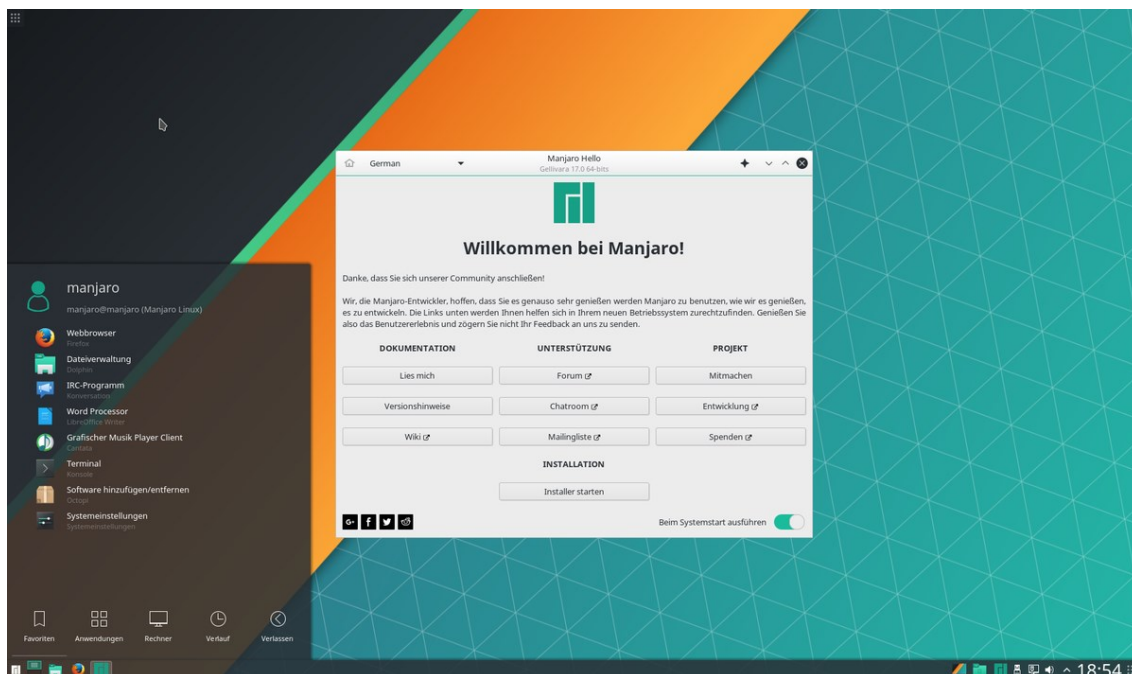 German
Manjaro Hello
Gellivara 17.0 64-bits
Willkommen bei Manjaro!
Danke, dass Sie sich unserer Community anschließen!
Wir, die Manjaro-Entwickler, hoffen, dass Sie es genauso sehr genießen werden Manjaro zu benutzen, wie wir es genießen,
es zu entwickeln. Die Links unten werden Ihnen helfen sich in Ihrem neuen Betriebssystem zurechtzufinden. Genießen Sie
also das Benutzererlebnis und zögern Sie nicht Ihr Feedback an uns zu senden.
DOKUMENTATION UNTERSTÜTZUNG PROJEKT
Lies mich Forum Mitmachen
Versionshinweise Chatroom Entwicklung
Wiki Mailingliste Spenden
INSTALLATION
Installer starten
G+ f
Beim Systemstart ausführen
manjaro
manjaro@manjaro (Manjaro Linux)
Webbrowser
Firefox
Dateiverwaltung
Dolphin
IRC-Programm
Konversation
Word Processor
LibreOffice Writer
Grafischer Musik Player Client
Cantata
Terminal
Konsole
Software hinzufügen/entfernen
Octopi
Systemeinstellungen
Systemeinstellungen
Favoriten Anwendungen Rechner Verlauf Verlassen
18:54